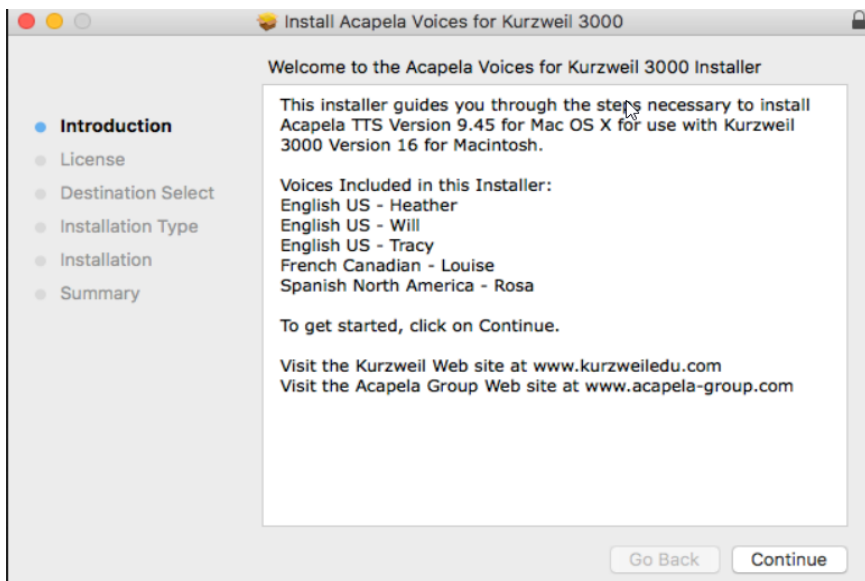 Install Acapela Voices for Kurzweil 3000
Welcome to the Acapela Voices for Kurzweil 3000 Installer
Introduction
License
Destination Select
Installation Type
Installation
Summary
This installer guides you through the steps necessary to install
Acapela TTS Version 9.45 for Mac OS X for use with Kurzweil
3000 Version 16 for Macintosh.
Voices Included in this Installer:
English US - Heather
English US - Will
English US - Tracy
French Canadian - Louise
Spanish North America - Rosa
To get started, click on Continue.
Visit the Kurzweil Web site at www.kurzweiledu.com
Visit the Acapela Group Web site at www.acapela-group.com
Go Back
Continue